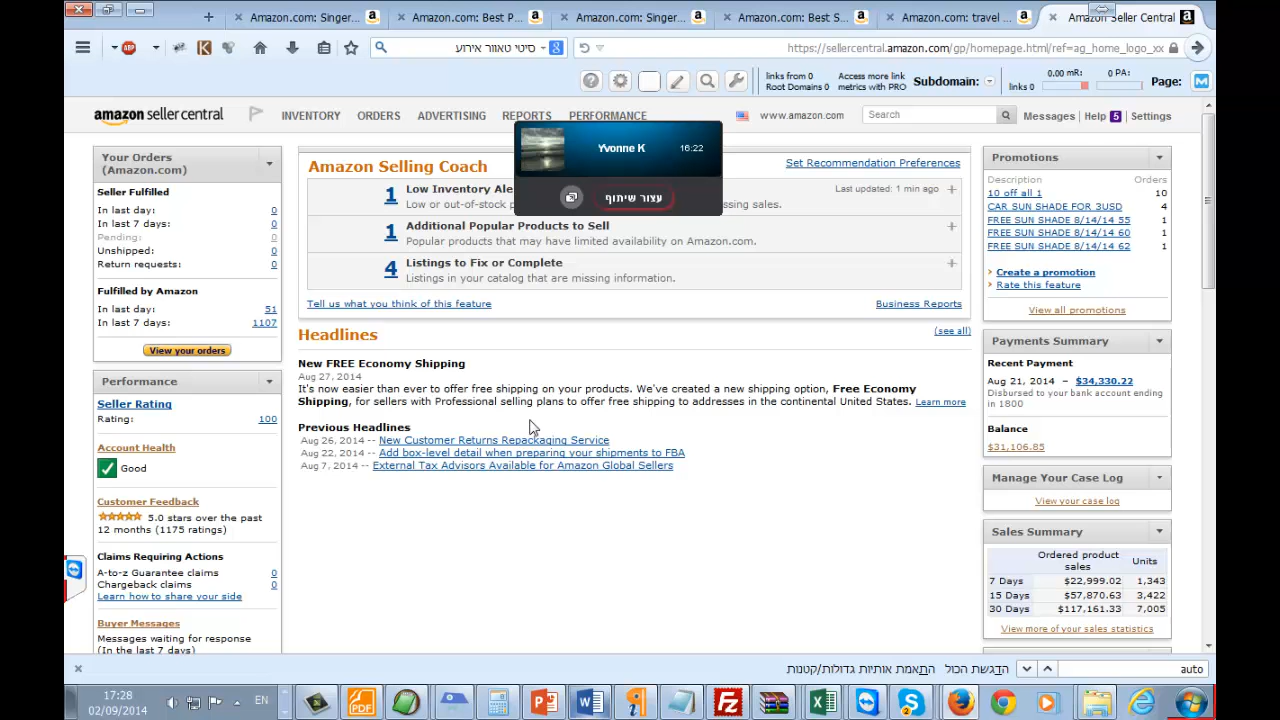 Amazon.com: Singer...
Amazon.com: Best P...
Amazon.com: Singer...
Amazon.com: Best S...
Amazon.com: travel ...
Amazon Seller Central
סיטי טאוור אירוע
https://sellercentral.amazon.com/gp/homepage.html/ref=ag_home_logo_xx
links from 0
Root Domains 0
Access more link
metrics with PRO
Subdomain:
links 0
0.00 mR:
0 PA:
Page:
amazon seller central
INVENTORY
ORDERS
ADVERTISING
REPORTS
PERFORMANCE
www.amazon.com
Search
Messages | Help 5 | Settings
Yvonne K
16:22
עצור שיתוף
Your Orders
(Amazon.com)
Seller Fulfilled
In last day: 0
In last 7 days: 0
Pending: 0
Unshipped: 0
Return requests: 0
Fulfilled by Amazon
In last day: 51
In last 7 days: 1107
View your orders
Performance
Seller Rating
Rating: 100
Account Health
Good
Customer Feedback
5.0 stars over the past
12 months (1175 ratings)
Claims Requiring Actions
A-to-z Guarantee claims 0
Chargeback claims 0
Learn how to share your side
Buyer Messages
Messages waiting for response
(In the last 7 days)
Amazon Selling Coach
Set Recommendation Preferences
1 Low Inventory Ale
Last updated: 1 min ago
Low or out-of-stock p
ssing sales.
1 Additional Popular Products to Sell
Popular products that may have limited availability on Amazon.com.
4 Listings to Fix or Complete
Listings in your catalog that are missing information.
Tell us what you think of this feature
Business Reports
Headlines
(see all)
New FREE Economy Shipping
Aug 27, 2014
It's now easier than ever to offer free shipping on your products. We've created a new shipping option, Free Economy
Shipping, for sellers with Professional selling plans to offer free shipping to addresses in the continental United States. Learn more
Previous Headlines
Aug 26, 2014 -- New Customer Returns Repackaging Service
Aug 22, 2014 -- Add box-level detail when preparing your shipments to FBA
Aug 7, 2014 -- External Tax Advisors Available for Amazon Global Sellers
Promotions
Description Orders
10 off all 1 10
CAR SUN SHADE FOR 3USD 4
FREE SUN SHADE 8/14/14 55 1
FREE SUN SHADE 8/14/14 60 1
FREE SUN SHADE 8/14/14 62 1
Create a promotion
Rate this feature
View all promotions
Payments Summary
Recent Payment
Aug 21, 2014 – $34,330.22
Disbursed to your bank account ending
in 1800
Balance
$31,106.85
Manage Your Case Log
View your case log
Sales Summary
Ordered product
sales
Units
7 Days $22,999.02 1,343
15 Days $57,870.63 3,422
30 Days $117,161.33 7,005
View more of your sales statistics
הדגשת הכול
התאמת אותיות גדולות/קטנות
auto
17:28
02/09/2014
EN